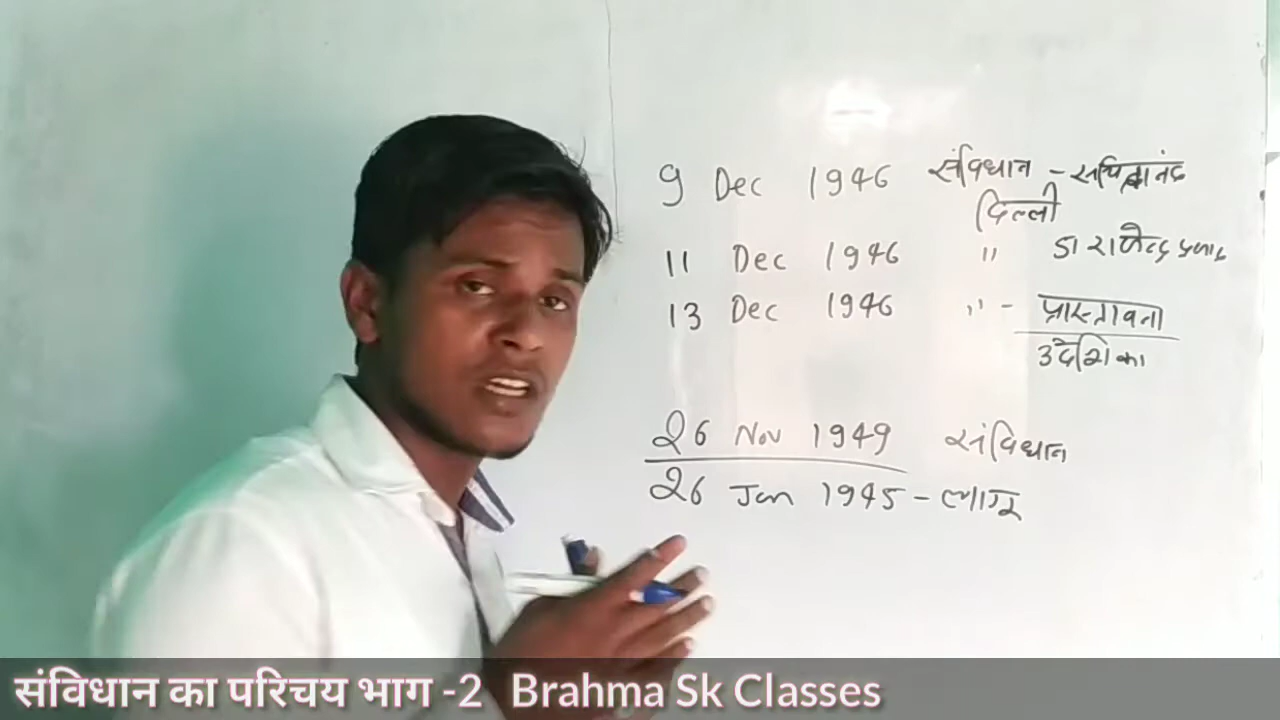 9 Dec 1946 संविधान - सच्चिदानंद
दिल्ली
11 Dec 1946 " डा राजेन्द्र प्रसाद
13 Dec 1946 " - प्रास्तावना
उदेशिका
26 Nov 1949 संविधान
26 Jan 1945 - लागू
संविधान का परिचय भाग -2 Brahma Sk Classes